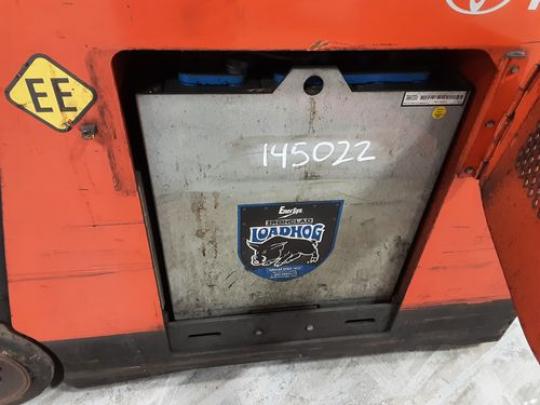 EE
145022
EnerSys
IRONCLAD
LOADHOG